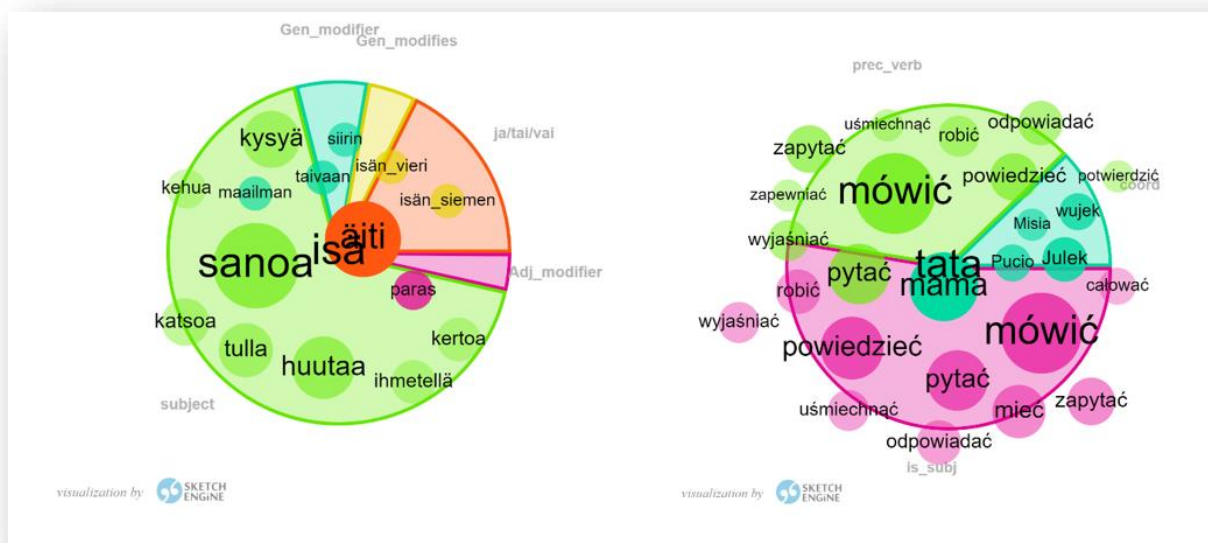 Gen_modifier
Gen_modifies
ja/tai/vai
kysyä
siirin
isän_vieri
kehua
maailman
taivaan
isän_siemen
äiti
isä
sanoa
Adj_modifier
paras
katsoa
tulla
huutaa
kertoa
ihmetellä
subject
visualization by
SKETCH
ENGINE
prec_verb
uśmiechnąć
robić
odpowiadać
zapytać
mówić
powiedzieć
potwierdzić
coord
zapewniać
Misia
wujek
wyjaśniać
pytać
tata
mama
Pucio
Julek
robić
całować
wyjaśniać
powiedzieć
mówić
pytać
uśmiechnąć
mieć
zapytać
odpowiadać
is_subj
visualization by
SKETCH
ENGINE